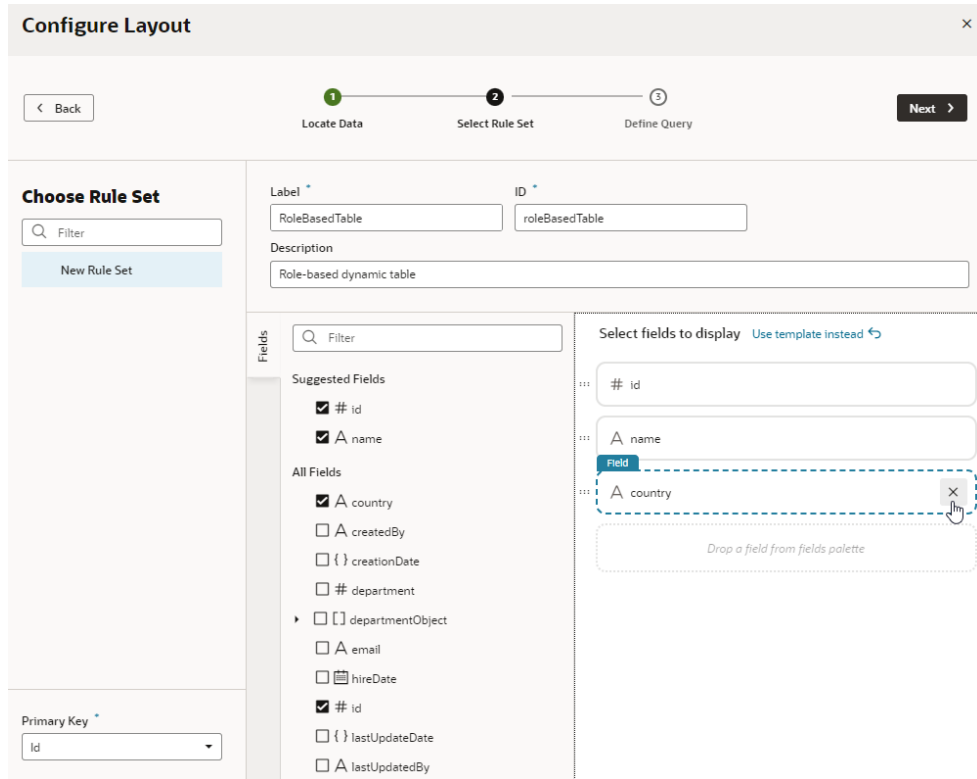 Configure Layout
Back
1
2
3
Next
Locate Data
Select Rule Set
Define Query
Choose Rule Set
Filter
New Rule Set
Primary Key *
Id
Label *
ID *
RoleBasedTable
roleBasedTable
Description
Role-based dynamic table
Fields
Filter
Suggested Fields
# id
A name
All Fields
A country
A createdBy
{ } creationDate
# department
[ ] departmentObject
A email
hireDate
# id
{ } lastUpdateDate
A lastUpdatedBy
Select fields to display Use template instead
# id
A name
Field
A country
Drop a field from fields palette